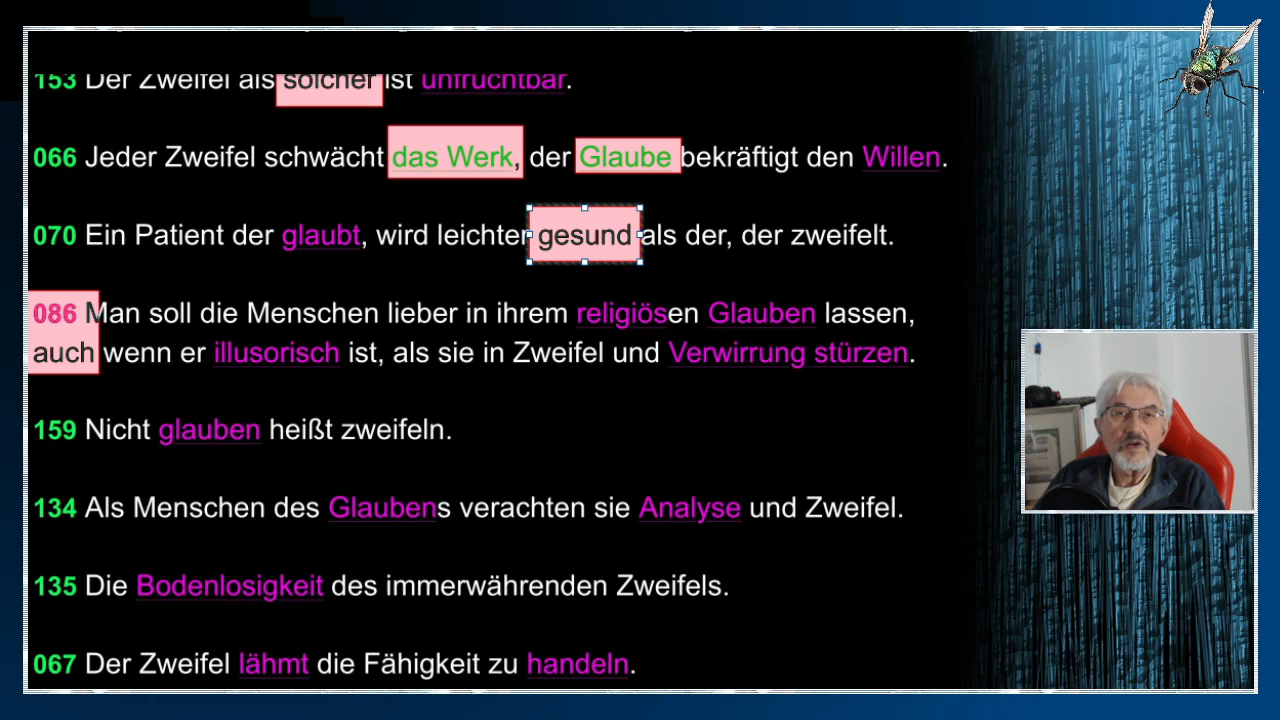 153 Der Zweifel als solcher ist unfruchtbar.
066 Jeder Zweifel schwächt das Werk, der Glaube bekräftigt den Willen.
070 Ein Patient der glaubt, wird leichter gesund als der, der zweifelt.
086 Man soll die Menschen lieber in ihrem religiösen Glauben lassen,
auch wenn er illusorisch ist, als sie in Zweifel und Verwirrung stürzen.
159 Nicht glauben heißt zweifeln.
134 Als Menschen des Glaubens verachten sie Analyse und Zweifel.
135 Die Bodenlosigkeit des immerwährenden Zweifels.
067 Der Zweifel lähmt die Fähigkeit zu handeln.